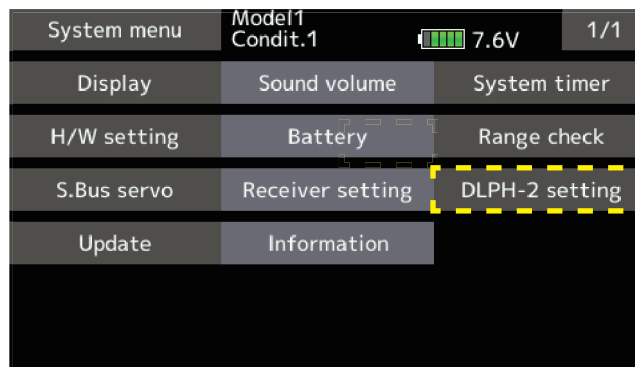 System menu
Model1
Condit.1
7.6V
1/1
Display
Sound volume
System timer
H/W setting
Battery
Range check
S.Bus servo
Receiver setting
DLPH-2 setting
Update
Information